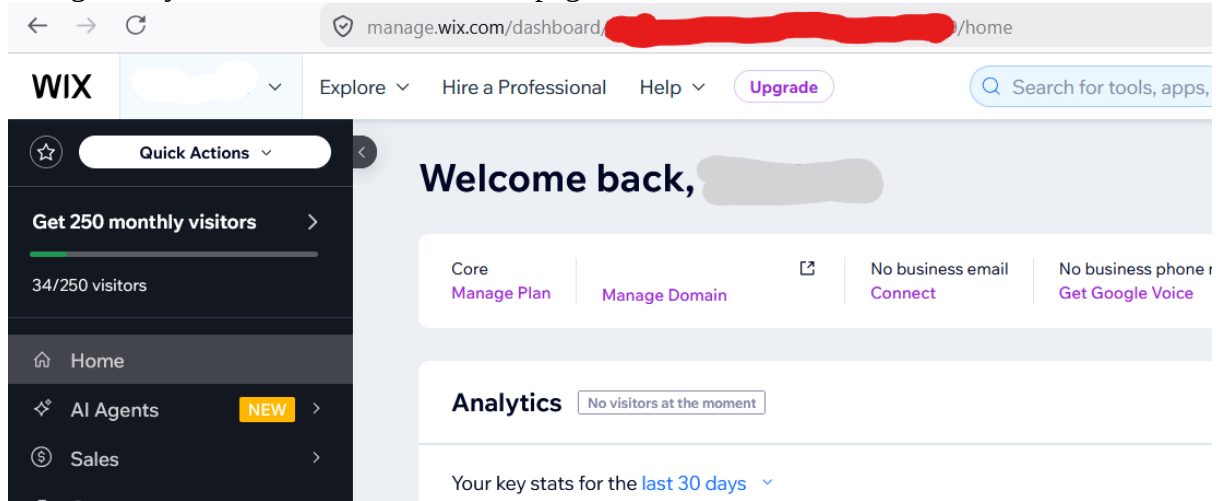 manage.wix.com/dashboard/ /home
WIX Explore Hire a Professional Help Upgrade Search for tools, apps,
Quick Actions
Welcome back,
Get 250 monthly visitors
34/250 visitors
Core No business email No business phone
Manage Plan Manage Domain Connect Get Google Voice
Home
AI Agents NEW
Analytics No visitors at the moment
Sales
Your key stats for the last 30 days